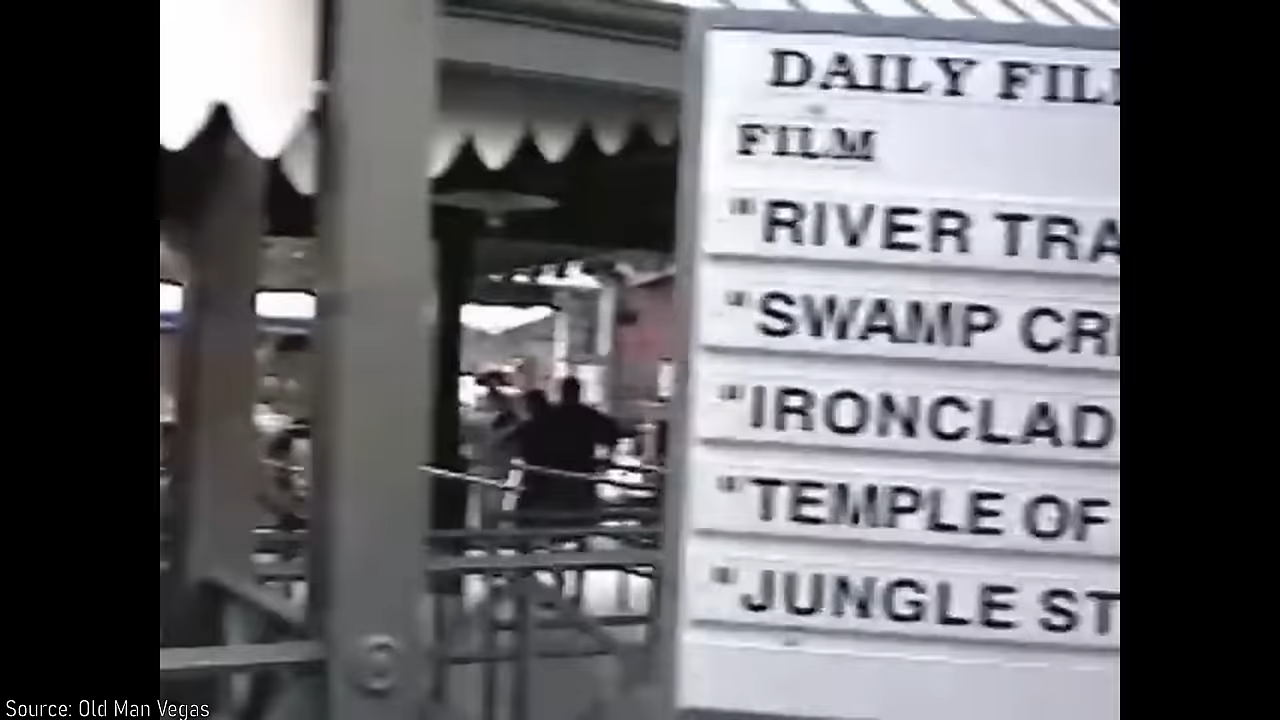 DAILY FIL
FILM
"RIVER TRA
"SWAMP CR
"IRONCLAD
"TEMPLE OF
"JUNGLE ST
Source: Old Man Vegas